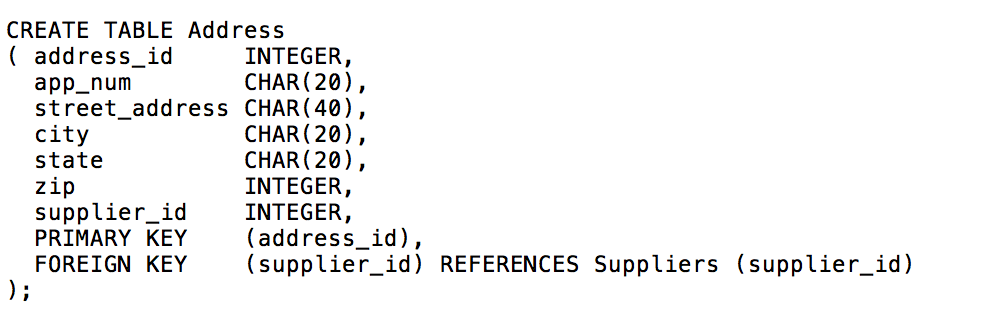 CREATE TABLE Address
( address_id     INTEGER,
  app_num        CHAR(20),
  street_address CHAR(40),
  city           CHAR(20),
  state          CHAR(20),
  zip            INTEGER,
  supplier_id    INTEGER,
  PRIMARY KEY    (address_id),
  FOREIGN KEY    (supplier_id) REFERENCES Suppliers (supplier_id)
);